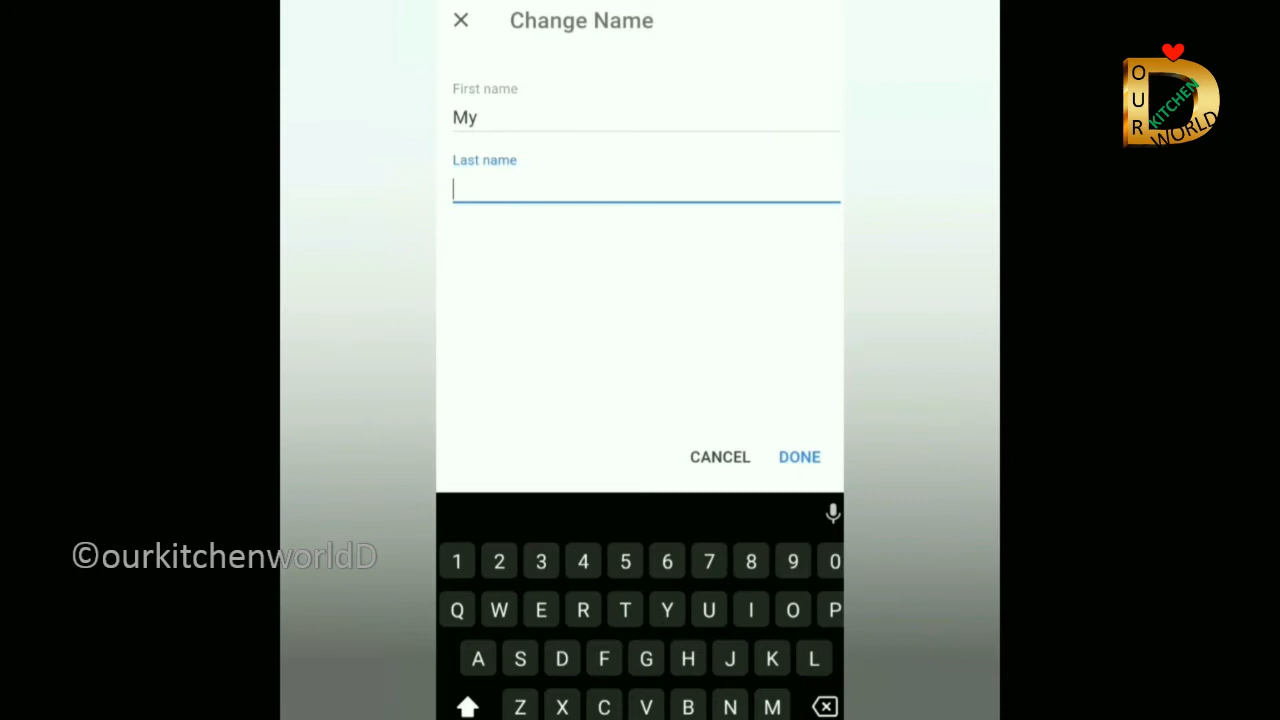 Change Name
First name
My
Last name
CANCEL DONE
1 2 3 4 5 6 7 8 9 0
Q W E R T Y U I O P
A S D F G H J K L
Z X C V B N M
OUR
KITCHEN
WORLD
D
©ourkitchenworldD